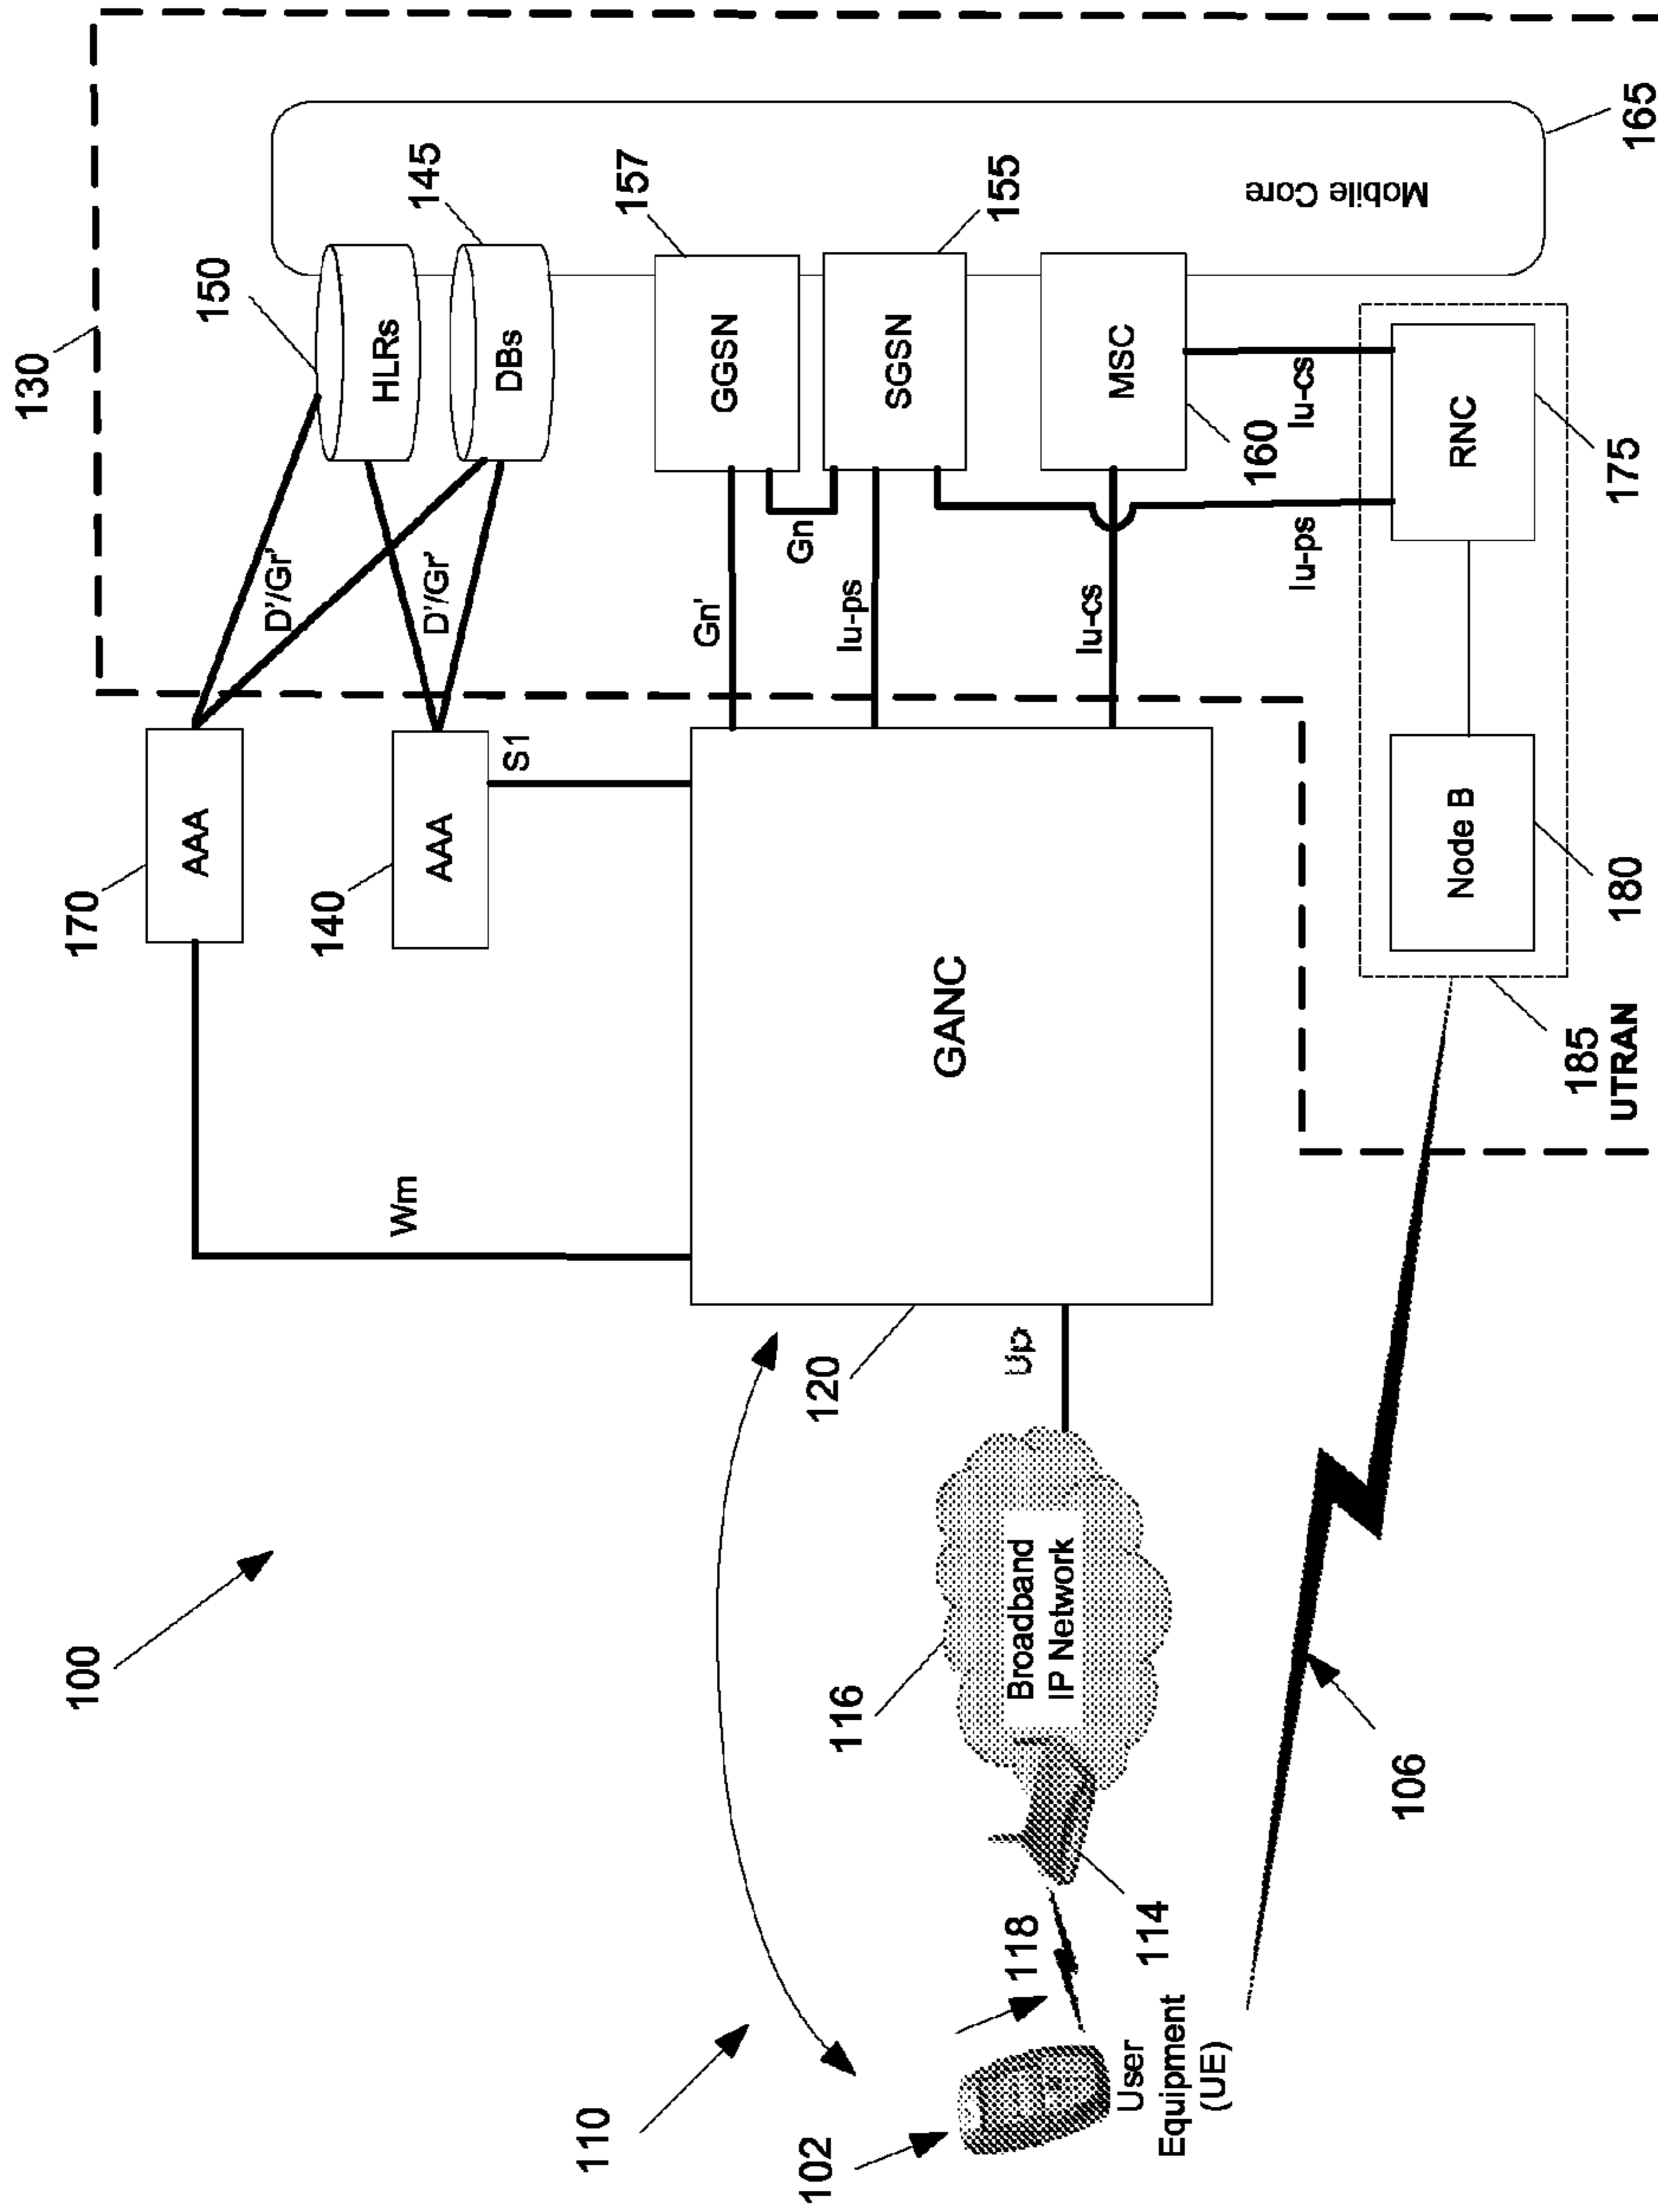 130
150
145
HLRs
DBs
157
GGSN
155
SGSN
MSC
160
Mobile Core
165
D'/Gr'
D'/Gr'
Gn'
Gn
Iu-ps
Iu-cs
Iu-cs
Iu-ps
RNC
175
170
AAA
140
AAA
S1
Wm
GANC
120
Up
Node B
180
185
UTRAN
100
110
116
Broadband
IP Network
114
118
102
User
Equipment
(UE)
106